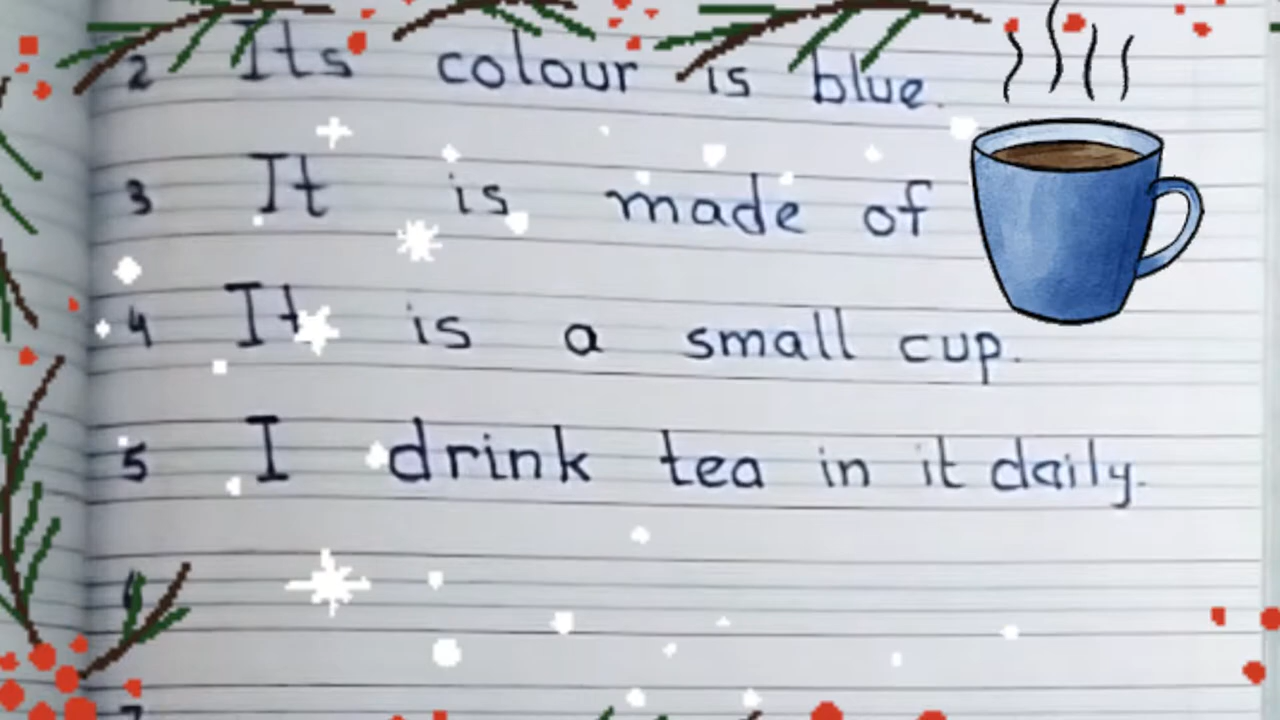 2 Its colour is blue.
3 It is made of
4 It is a small cup.
5 I drink tea in it daily.
6